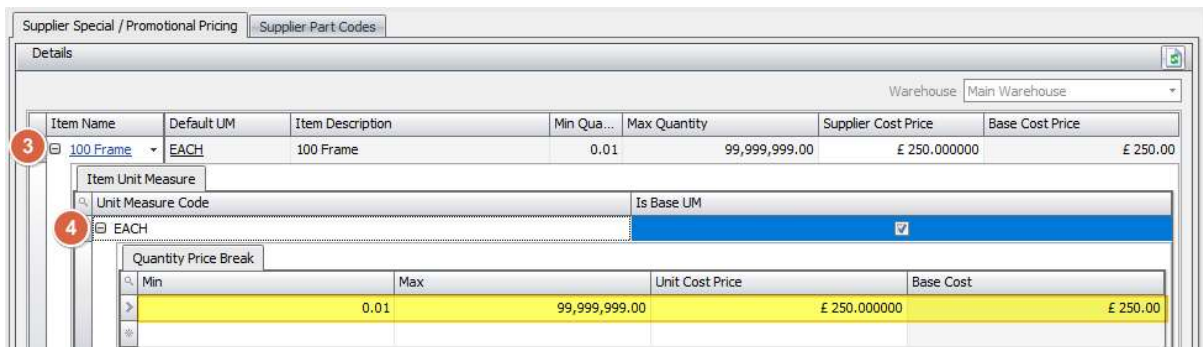 Supplier Special / Promotional Pricing Supplier Part Codes
Details
Warehouse Main Warehouse
Item Name Default UM Item Description Min Qua... Max Quantity Supplier Cost Price Base Cost Price
3 100 Frame EACH 100 Frame 0.01 99,999,999.00 £ 250.000000 £ 250.00
Item Unit Measure
Unit Measure Code Is Base UM
4 EACH
Quantity Price Break
Min Max Unit Cost Price Base Cost
0.01 99,999,999.00 £ 250.000000 £ 250.00